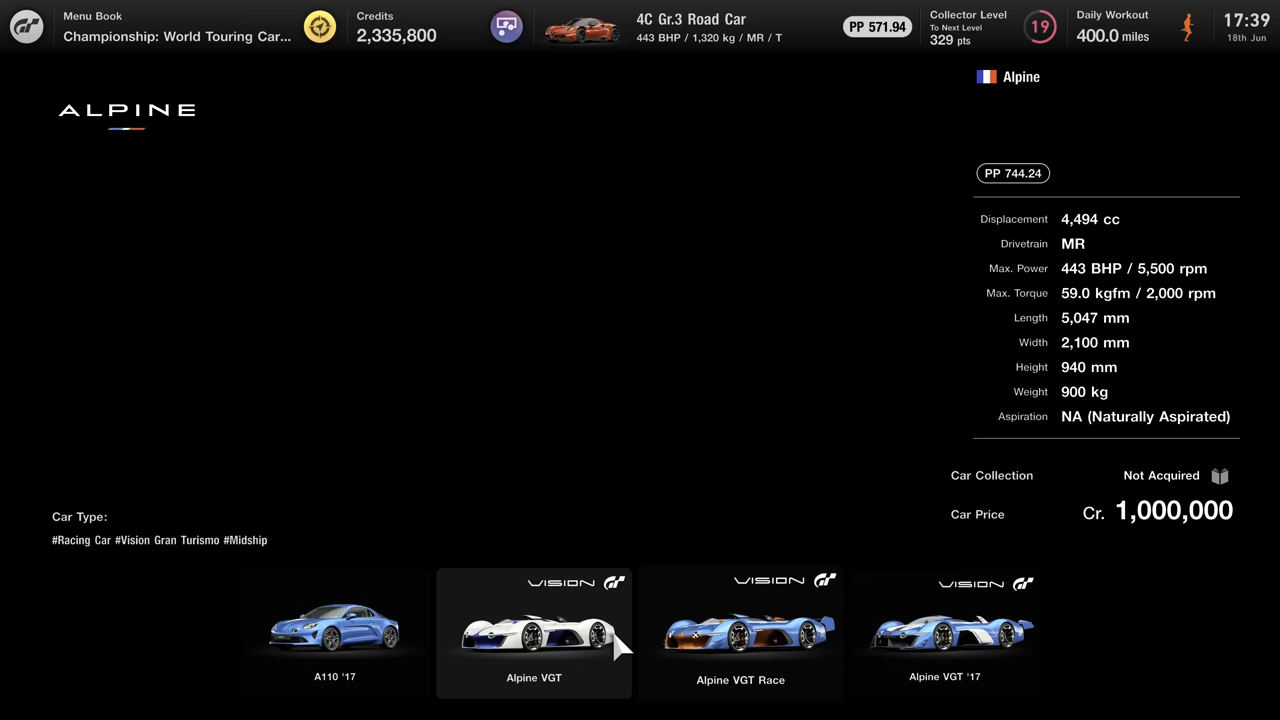 Menu Book
Championship: World Touring Car...
Credits
2,335,800
4C Gr.3 Road Car
443 BHP / 1,320 kg / MR / T
PP 571.94
Collector Level
To Next Level
329 pts
19
Daily Workout
400.0 miles
17:39
18th Jun
Alpine
ALPINE
PP 744.24
Displacement 4,494 cc
Drivetrain MR
Max. Power 443 BHP / 5,500 rpm
Max. Torque 59.0 kgfm / 2,000 rpm
Length 5,047 mm
Width 2,100 mm
Height 940 mm
Weight 900 kg
Aspiration NA (Naturally Aspirated)
Car Collection Not Acquired
Car Price Cr. 1,000,000
Car Type:
#Racing Car #Vision Gran Turismo #Midship
A110 '17
VISION GT
Alpine VGT
VISION GT
Alpine VGT Race
VISION GT
Alpine VGT '17